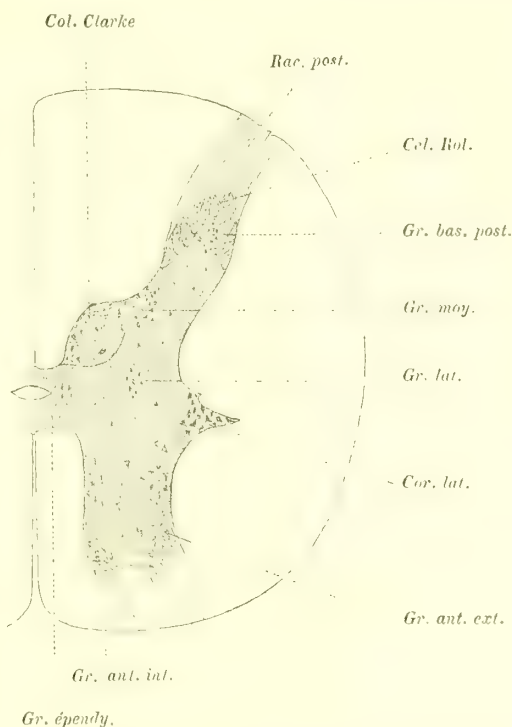 Col. Clarke
Rac. post.
Cel. Rol.
Gr. bas. post.
Gr. moy.
Gr. lat.
Cor. lat.
Gr. ant. ext.
Gr. ant. int.
Gr. épendy.